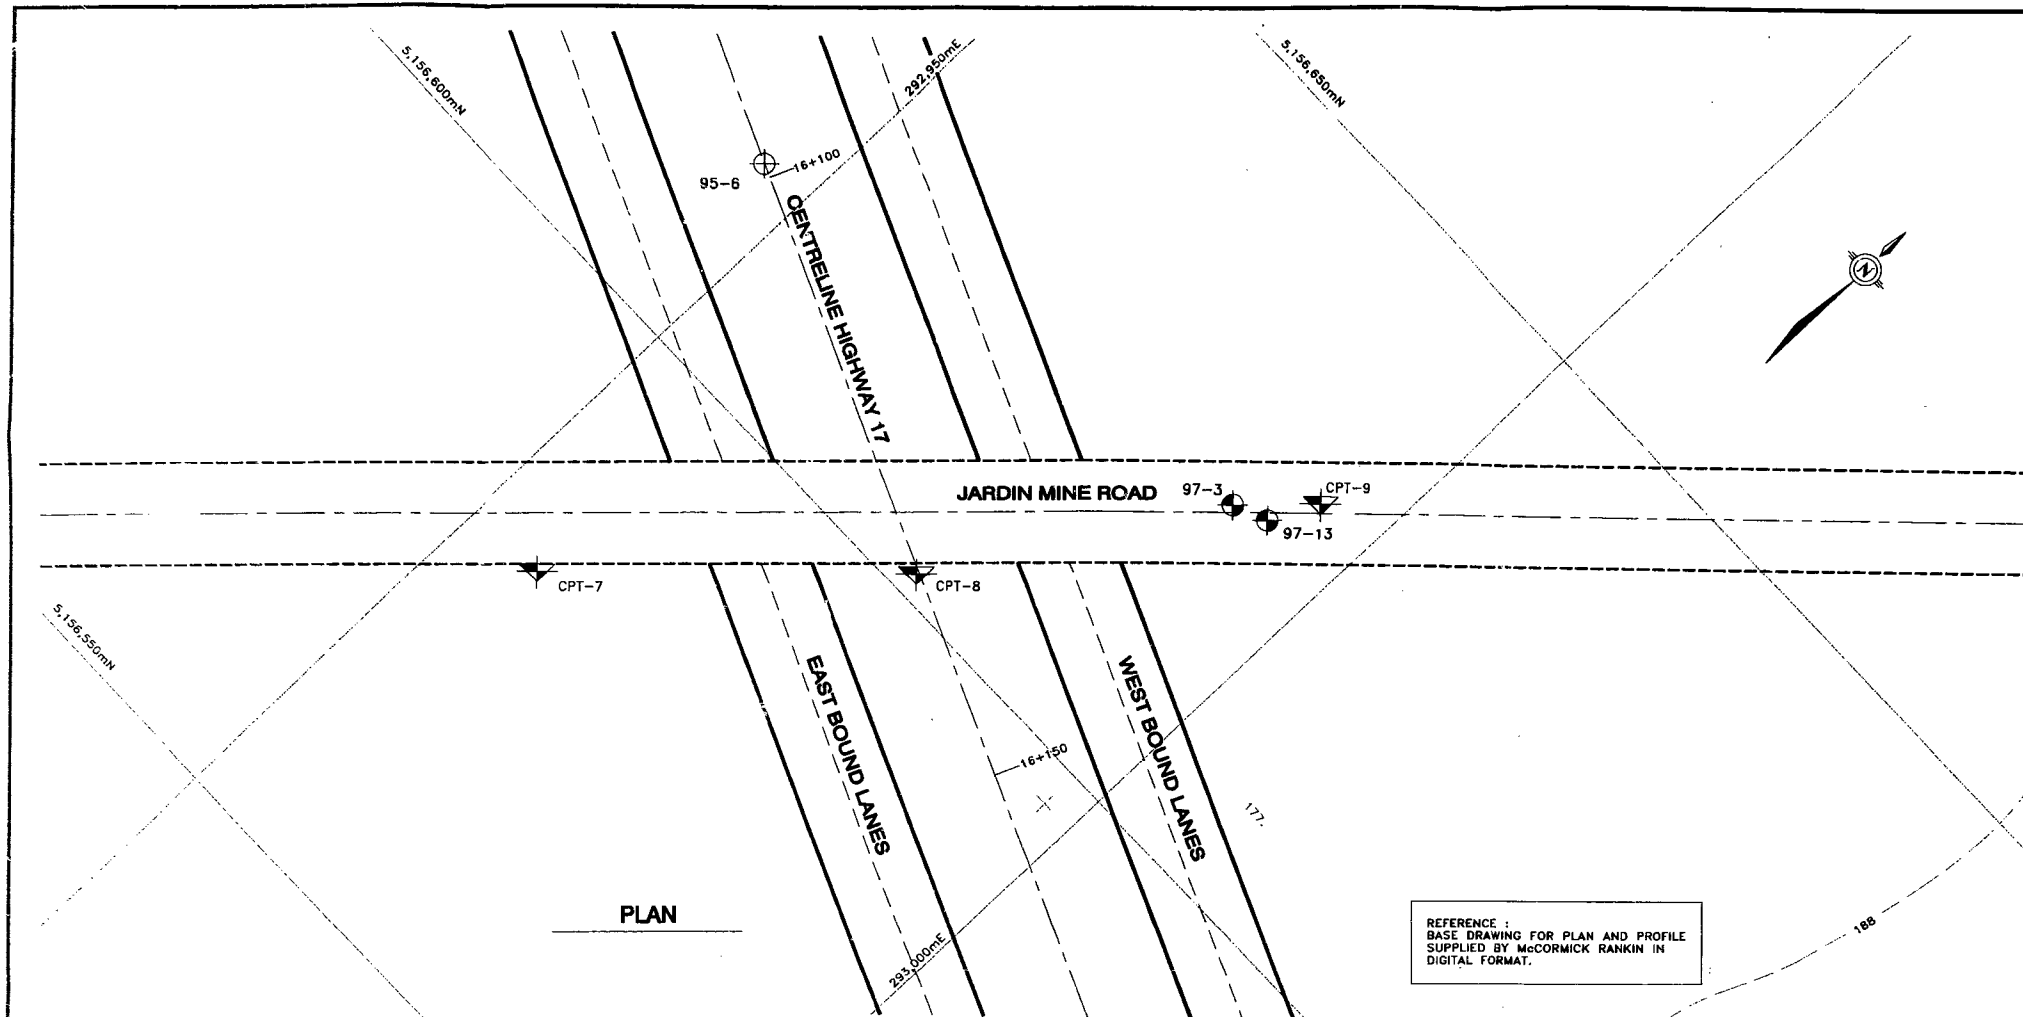 5,156,600mN
292,950mE
5,156,650mN
16+100
95-6
CENTRELINE HIGHWAY 17
N
JARDIN MINE ROAD
97-3
CPT-9
97-13
CPT-7
CPT-8
5,156,550mN
EAST BOUND LANES
WEST BOUND LANES
16+150
177.
PLAN
293,000mE
188
REFERENCE :
BASE DRAWING FOR PLAN AND PROFILE
SUPPLIED BY McCORMICK RANKIN IN
DIGITAL FORMAT.